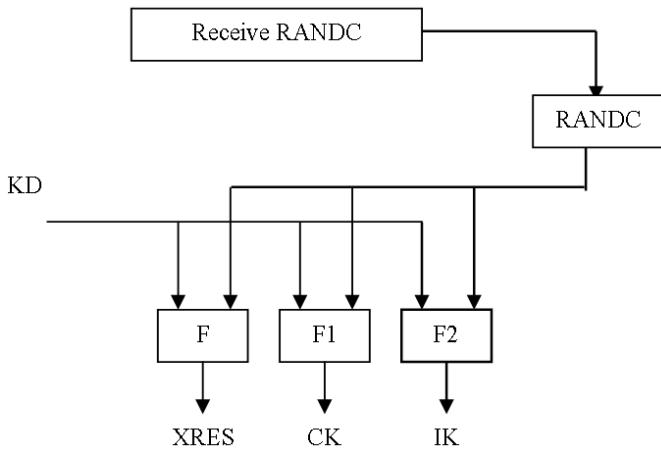 Receive RANDC
RANDC
KD
F
F1
F2
XRES
CK
IK